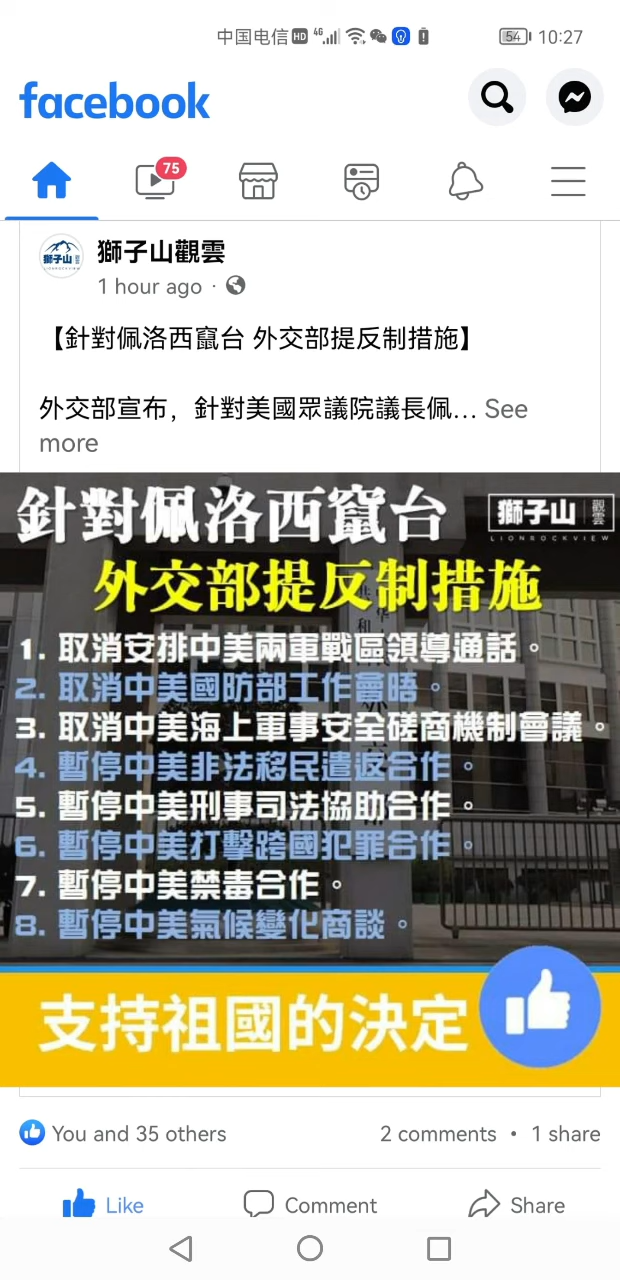 中国电信 HD 4G 54 10:27
facebook
75
獅子山觀雲
1 hour ago ·
【針對佩洛西竄台 外交部提反制措施】
外交部宣布，針對美國眾議院議長佩... See
more
針對佩洛西竄台
獅子山 觀雲
LIONROCKVIEW
外交部提反制措施
1. 取消安排中美兩軍戰區領導通話。
2. 取消中美國防部工作會晤。
3. 取消中美海上軍事安全磋商機制會議。
4. 暫停中美非法移民遣返合作。
5. 暫停中美刑事司法協助合作。
6. 暫停中美打擊跨國犯罪合作。
7. 暫停中美禁毒合作。
8. 暫停中美氣候變化商談。
支持祖國的決定
You and 35 others 2 comments • 1 share
Like Comment Share